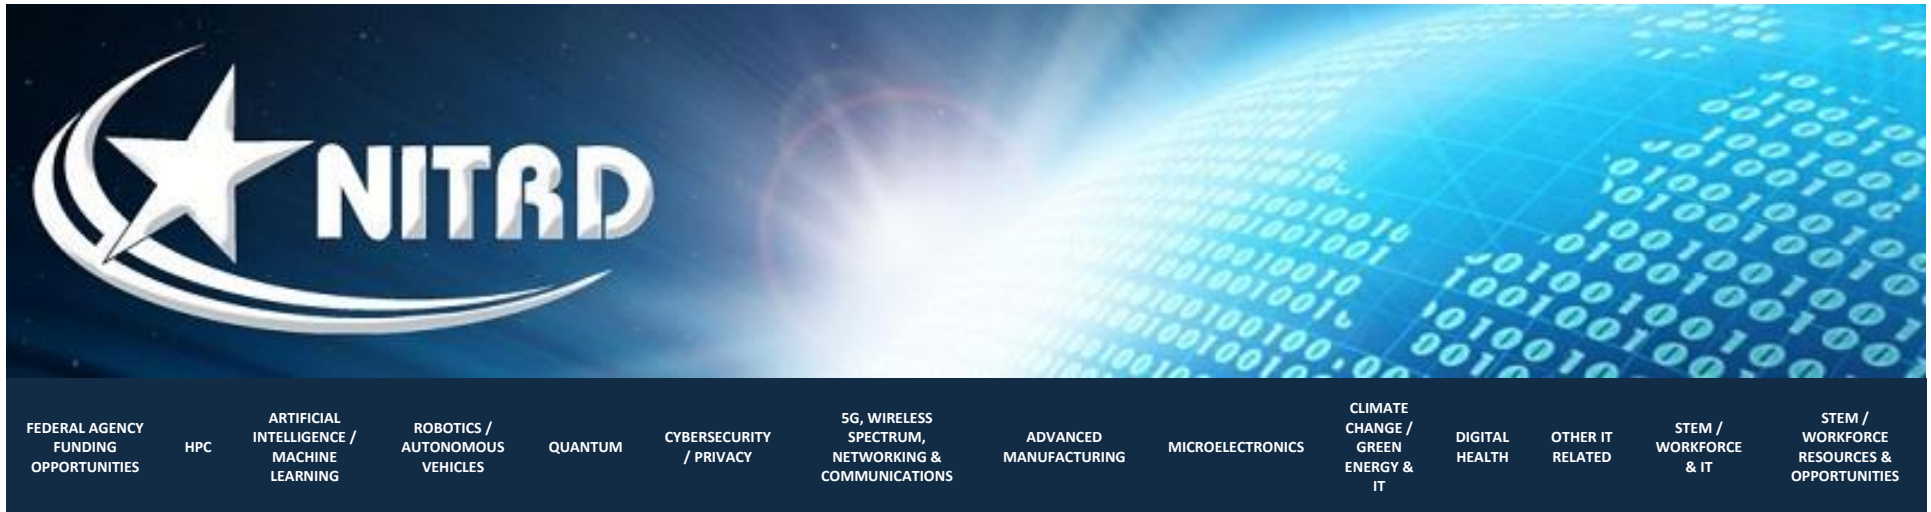 NITRD
FEDERAL AGENCY
FUNDING
OPPORTUNITIES
HPC
ARTIFICIAL
INTELLIGENCE /
MACHINE
LEARNING
ROBOTICS /
AUTONOMOUS
VEHICLES
QUANTUM
CYBERSECURITY
/ PRIVACY
5G, WIRELESS
SPECTRUM,
NETWORKING &
COMMUNICATIONS
ADVANCED
MANUFACTURING
MICROELECTRONICS
CLIMATE
CHANGE /
GREEN
ENERGY &
IT
DIGITAL
HEALTH
OTHER IT
RELATED
STEM /
WORKFORCE
& IT
STEM /
WORKFORCE
RESOURCES &
OPPORTUNITIES